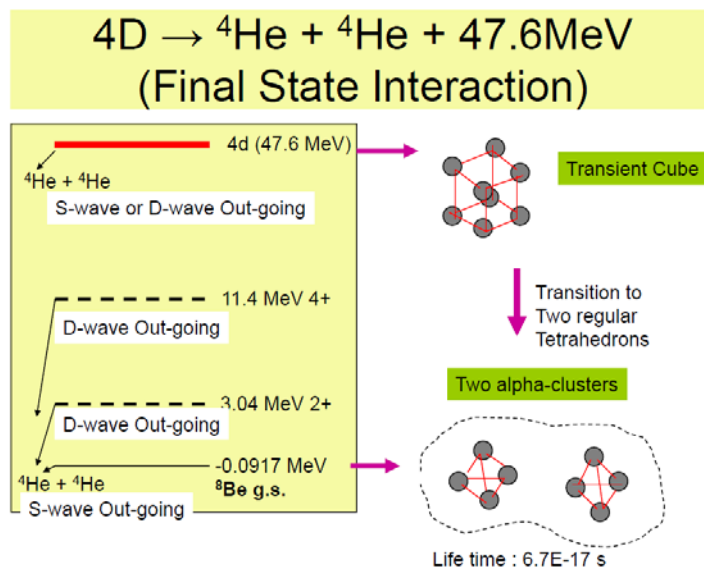 4D → ⁴He + ⁴He + 47.6MeV
(Final State Interaction)
4d (47.6 MeV)
⁴He + ⁴He
S-wave or D-wave Out-going
11.4 MeV 4+
D-wave Out-going
3.04 MeV 2+
D-wave Out-going
-0.0917 MeV
⁴He + ⁴He
⁸Be g.s.
S-wave Out-going
Transient Cube
Transition to
Two regular
Tetrahedrons
Two alpha-clusters
Life time : 6.7E-17 s